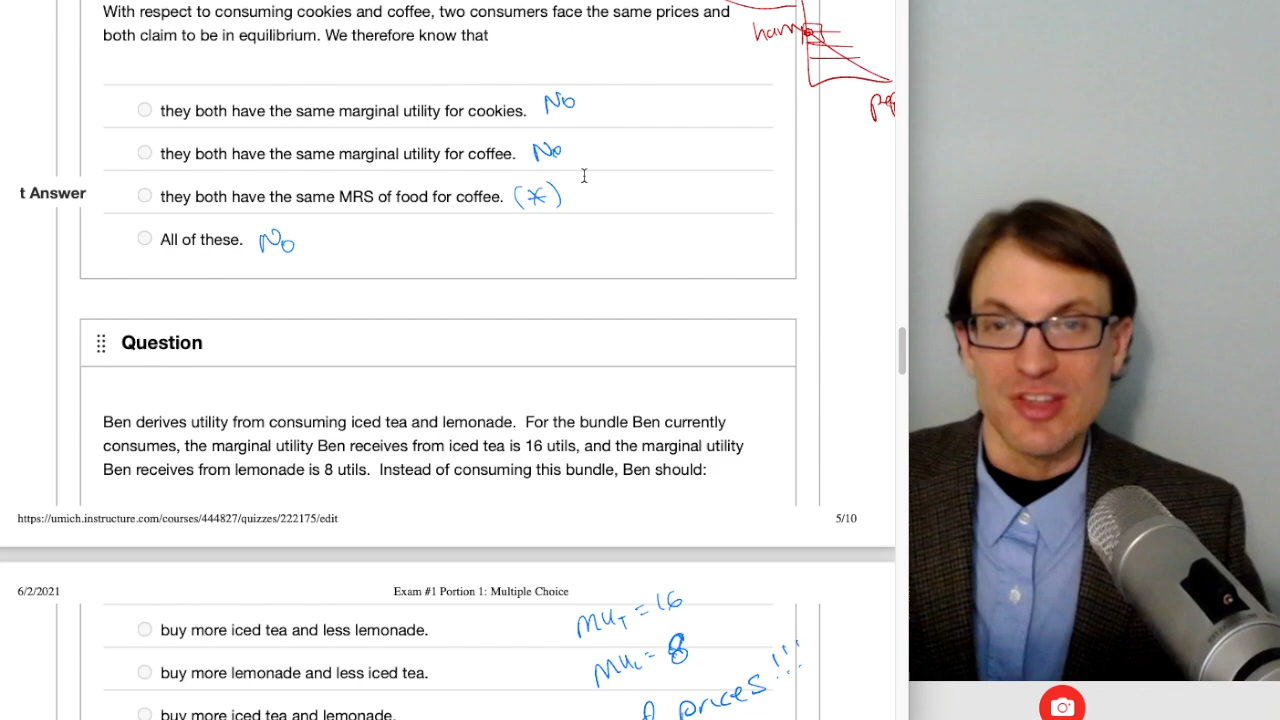 With respect to consuming cookies and coffee, two consumers face the same prices and
both claim to be in equilibrium. We therefore know that
they both have the same marginal utility for cookies. No
they both have the same marginal utility for coffee. No
t Answer
they both have the same MRS of food for coffee. (*)
All of these. No
Question
Ben derives utility from consuming iced tea and lemonade. For the bundle Ben currently
consumes, the marginal utility Ben receives from iced tea is 16 utils, and the marginal utility
Ben receives from lemonade is 8 utils. Instead of consuming this bundle, Ben should:
https://umich.instructure.com/courses/444827/quizzes/222175/edit
5/10
6/2/2021
Exam #1 Portion 1: Multiple Choice
buy more iced tea and less lemonade.
MUT = 16
buy more lemonade and less iced tea.
MUL = 8
buy more iced tea and lemonade.
prices!!!